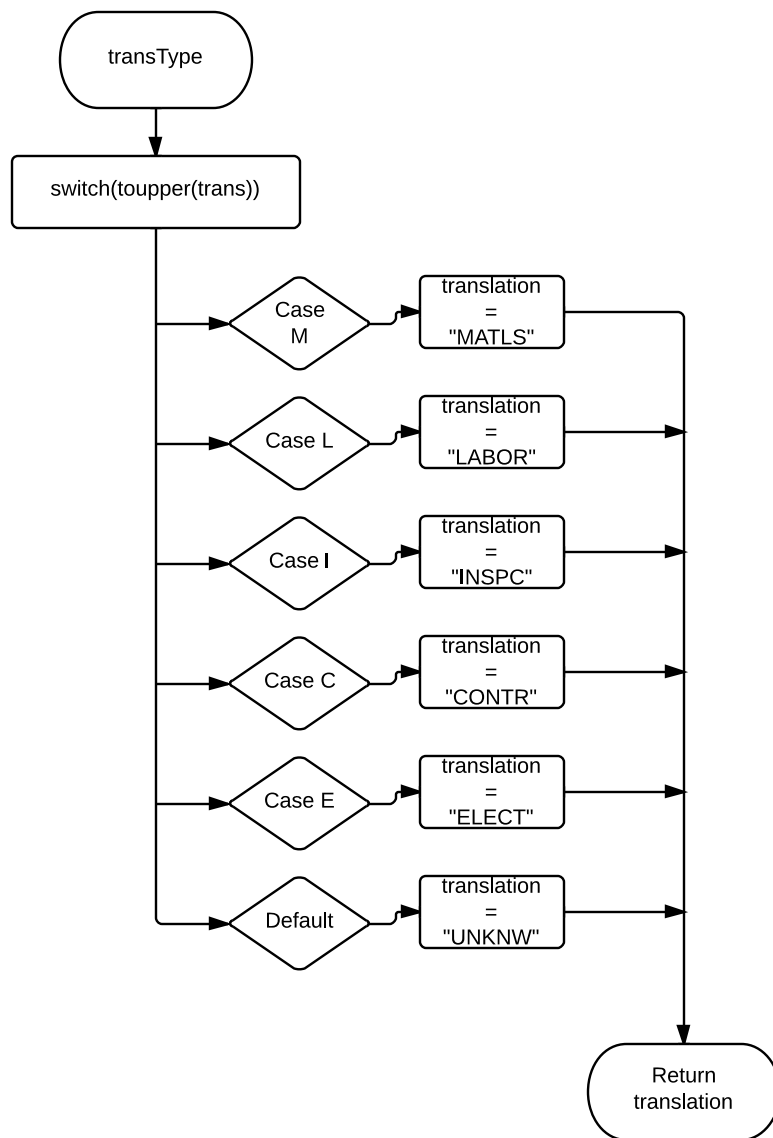 transType
switch(toupper(trans))
Case
M
translation
=
"MATLS"
Case L
translation
=
"LABOR"
Case I
translation
=
"INSPC"
Case C
translation
=
"CONTR"
Case E
translation
=
"ELECT"
Default
translation
=
"UNKNW"
Return
translation